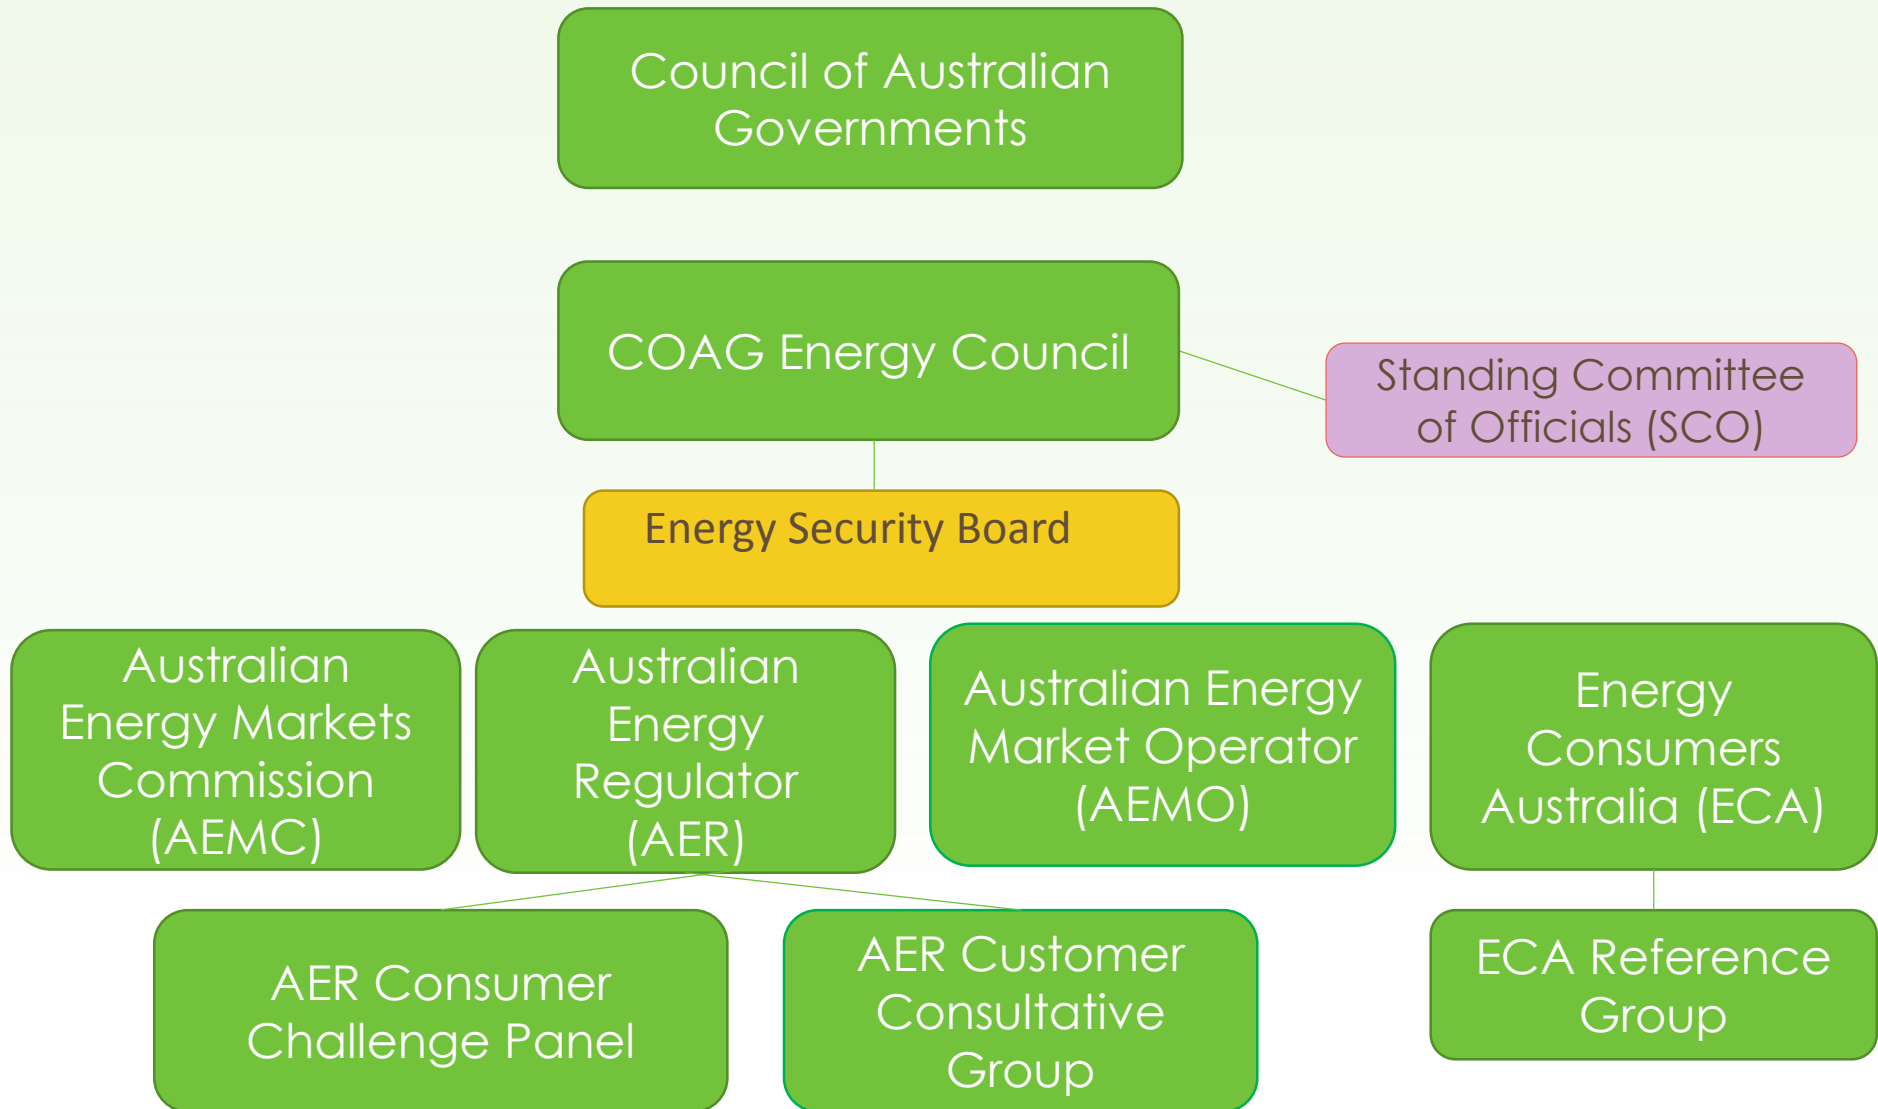 Council of Australian
Governments
COAG Energy Council
Standing Committee
of Officials (SCO)
Energy Security Board
Australian
Energy Markets
Commission
(AEMC)
Australian
Energy
Regulator
(AER)
Australian Energy
Market Operator
(AEMO)
Energy
Consumers
Australia (ECA)
AER Consumer
Challenge Panel
AER Customer
Consultative
Group
ECA Reference
Group